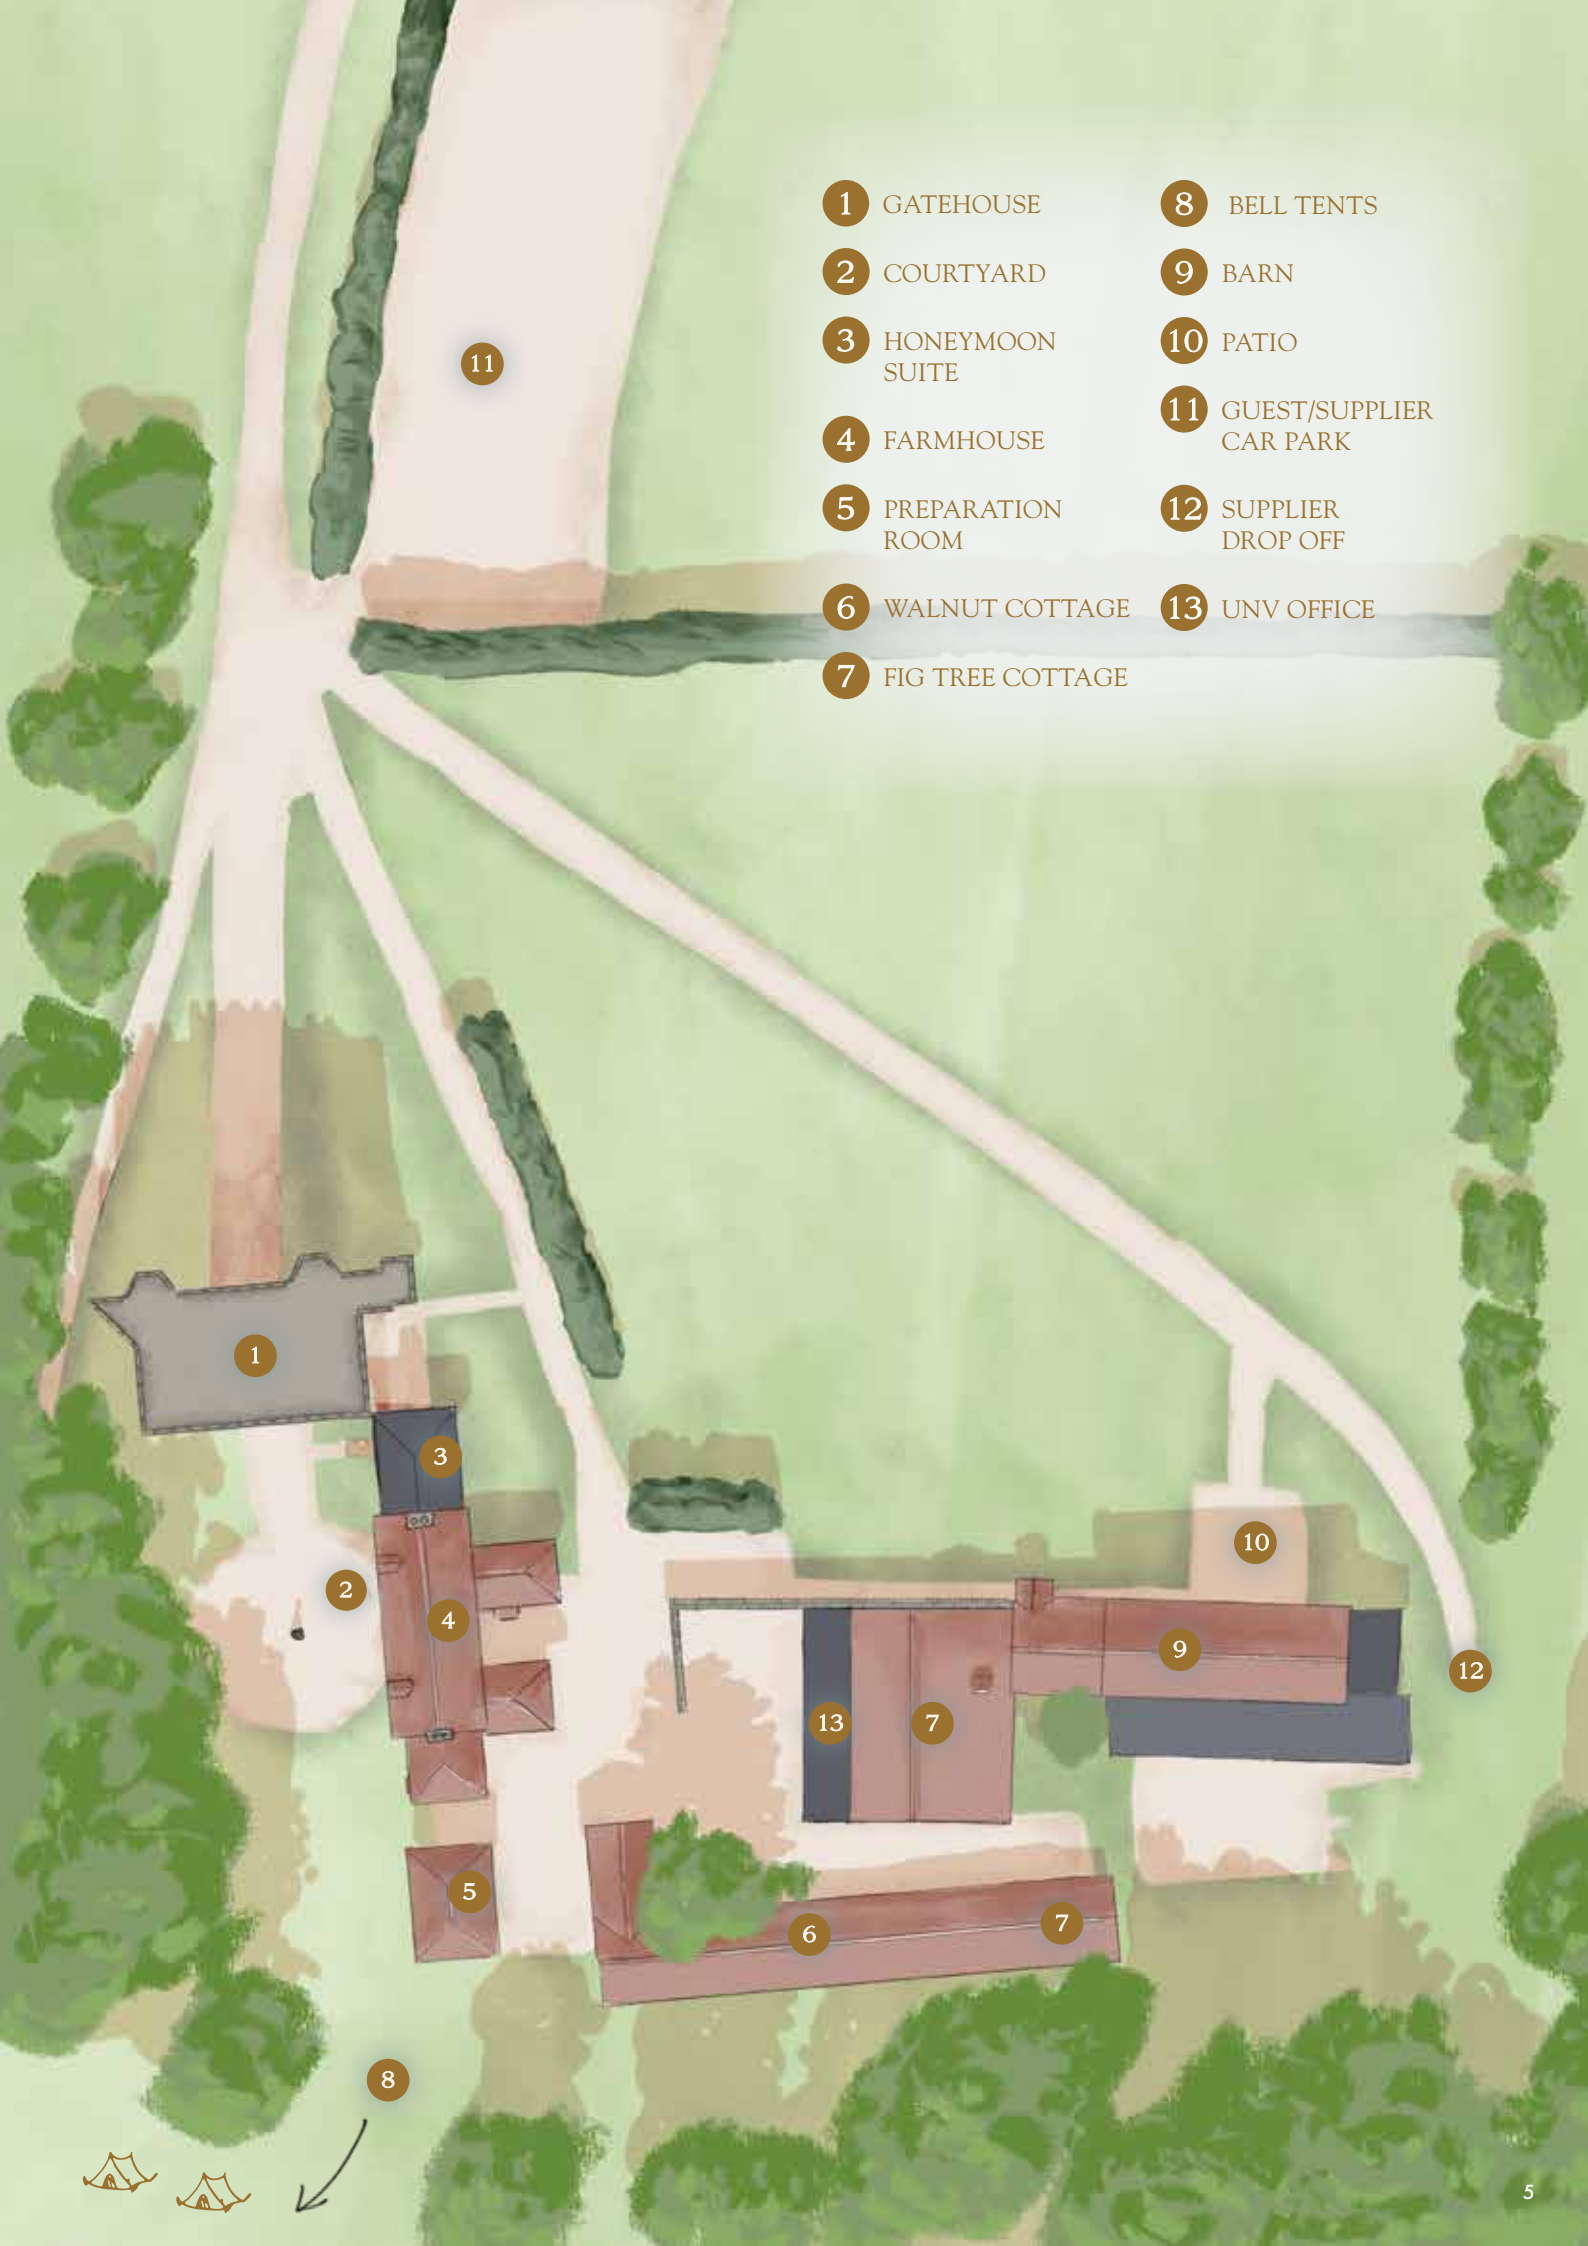 1 GATEHOUSE
2 COURTYARD
3 HONEYMOON
SUITE
4 FARMHOUSE
5 PREPARATION
ROOM
6 WALNUT COTTAGE
7 FIG TREE COTTAGE
8 BELL TENTS
9 BARN
10 PATIO
11 GUEST/SUPPLIER
CAR PARK
12 SUPPLIER
DROP OFF
13 UNV OFFICE
11
1
3
10
2
4
9
12
13
7
5
7
6
8
5